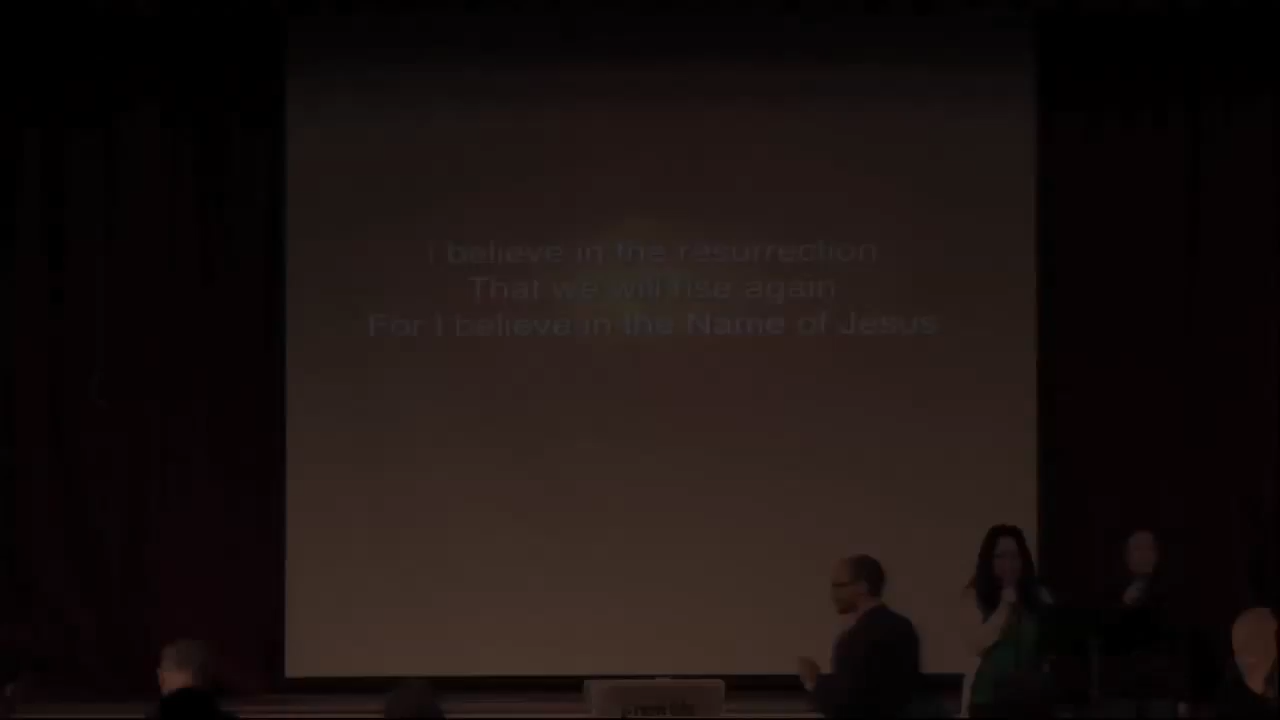 I believe in the resurrection
That we will rise again
For I believe in the Name of Jesus